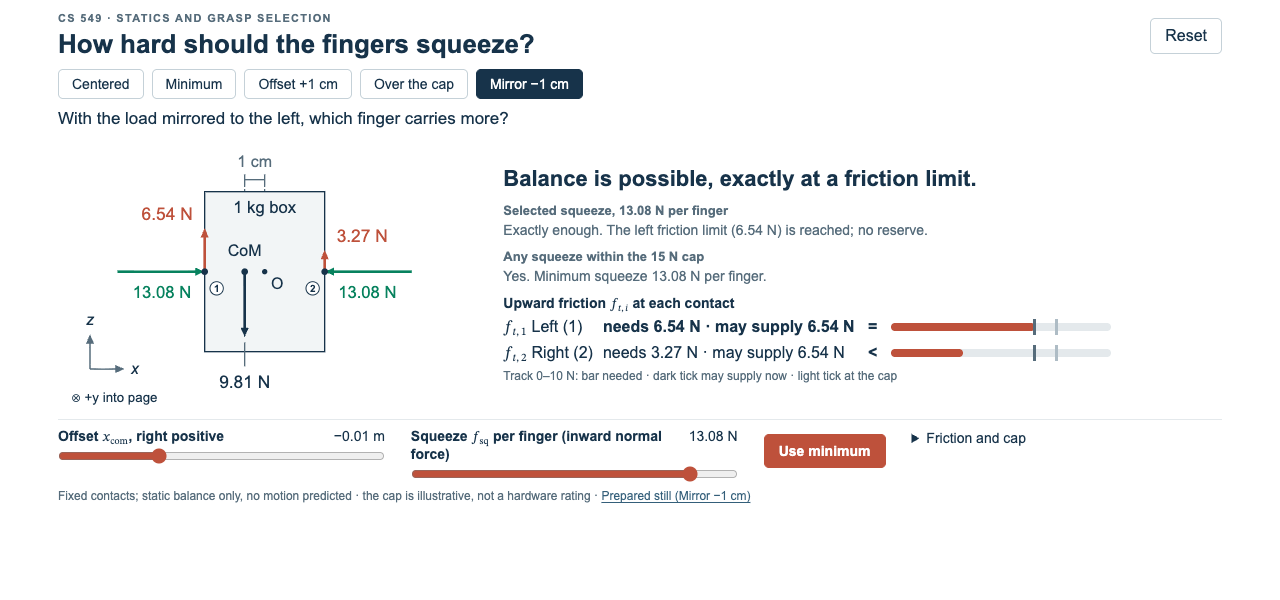 CS 549 · STATICS AND GRASP SELECTION
How hard should the fingers squeeze?
Reset
Centered
Minimum
Offset +1 cm
Over the cap
Mirror −1 cm
With the load mirrored to the left, which finger carries more?
1 cm
1 kg box
6.54 N
3.27 N
CoM
O
13.08 N
①
②
13.08 N
z
x
9.81 N
⊗ +y into page
Balance is possible, exactly at a friction limit.
Selected squeeze, 13.08 N per finger
Exactly enough. The left friction limit (6.54 N) is reached; no reserve.
Any squeeze within the 15 N cap
Yes. Minimum squeeze 13.08 N per finger.
Upward friction f t,i at each contact
f t,1 Left (1) needs 6.54 N · may supply 6.54 N =
f t,2 Right (2) needs 3.27 N · may supply 6.54 N <
Track 0–10 N: bar needed · dark tick may supply now · light tick at the cap
Offset x com, right positive
−0.01 m
Squeeze f sq per finger (inward normal
force)
13.08 N
Use minimum
▶ Friction and cap
Fixed contacts; static balance only, no motion predicted · the cap is illustrative, not a hardware rating · Prepared still (Mirror −1 cm)